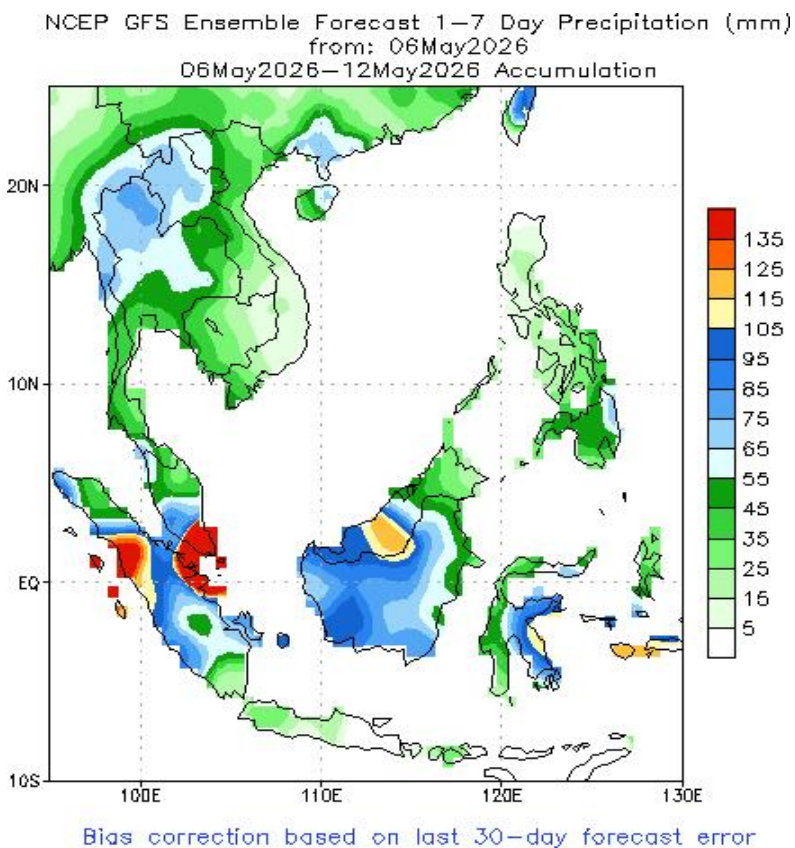 NCEP GFS Ensemble Forecast 1–7 Day Precipitation (mm)
from: 06May2026
06May2026–12May2026 Accumulation
20N
10N
EQ
10S
100E
110E
120E
130E
135
125
115
105
95
85
75
65
55
45
35
25
15
5
Bias correction based on last 30–day forecast error